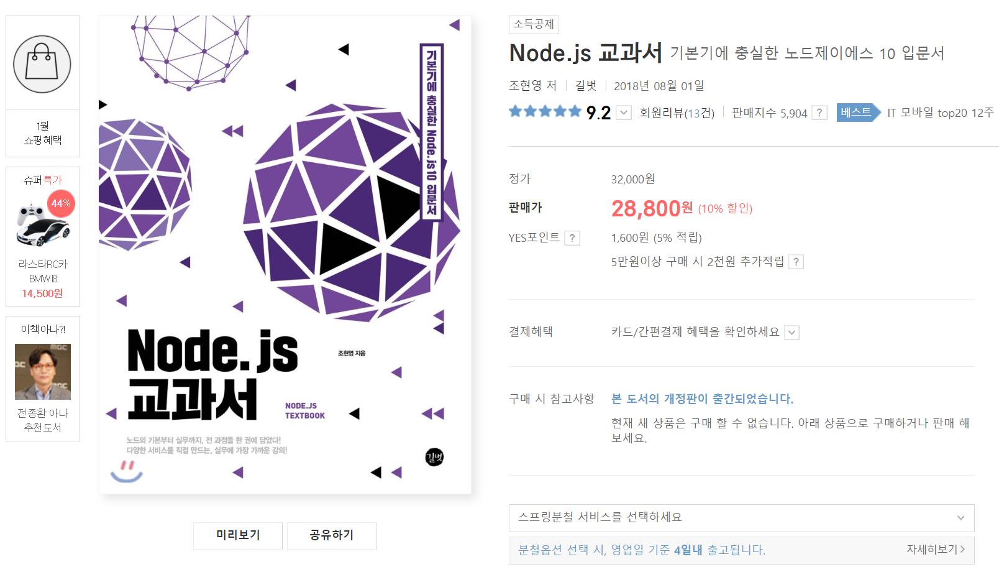 1월
쇼핑혜택
슈퍼특가
44%
라스타RC카
BMW I8
14,500원
이책아나?!
전종환 아나
추천도서
기본기에 충실한 Node.js 10 입문서
Node.js
교과서
조현영 지음
NODE.JS
TEXTBOOK
노드의 기본부터 실무까지, 전 과정을 한 권에 담았다!
다양한 서비스를 직접 만드는, 실무에 가장 가까운 강의!
길벗
미리보기
공유하기
소득공제
Node.js 교과서 기본기에 충실한 노드제이에스 10 입문서
조현영 저 | 길벗 | 2018년 08월 01일
9.2 회원리뷰(13건) | 판매지수 5,904 ? 베스트 IT 모바일 top20 12주
정가 32,000원
판매가 28,800원 (10% 할인)
YES포인트 ? 1,600원 (5% 적립)
5만원이상 구매 시 2천원 추가적립 ?
결제혜택 카드/간편결제 혜택을 확인하세요
구매 시 참고사항 본 도서의 개정판이 출간되었습니다.
현재 새 상품은 구매 할 수 없습니다. 아래 상품으로 구매하거나 판매 해
보세요.
스프링분철 서비스를 선택하세요
분철옵션 선택 시, 영업일 기준 4일내 출고됩니다. 자세히보기 >